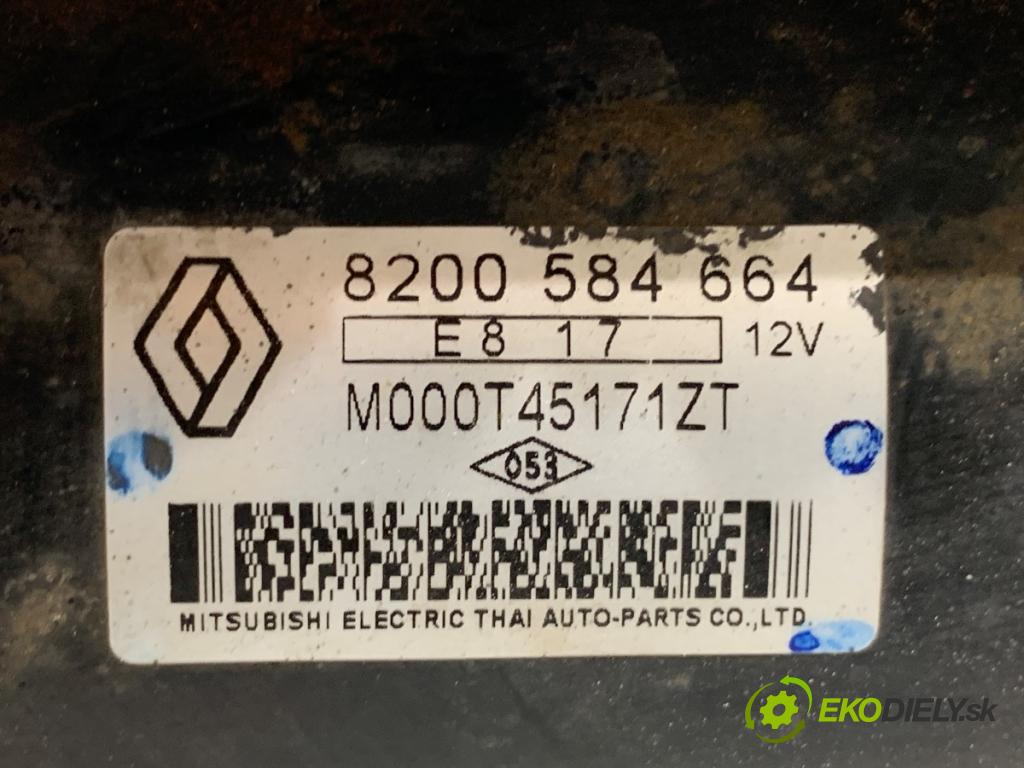 8200 584 664
E8 17 12V
M000T45171ZT
053
MITSUBISHI ELECTRIC THAI AUTO-PARTS CO.,LTD.
EKODIELY.sk